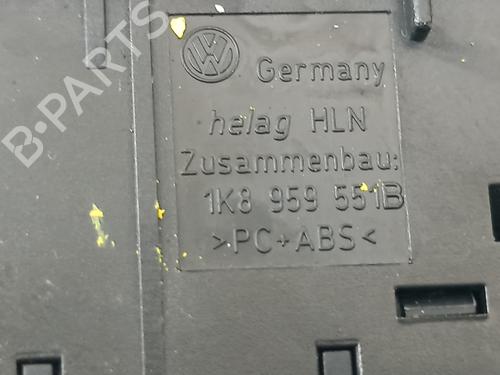 B-PARTS
VW Germany
helag HLN
Zusammenbau:
1K8 959 551B
>PC+ABS<